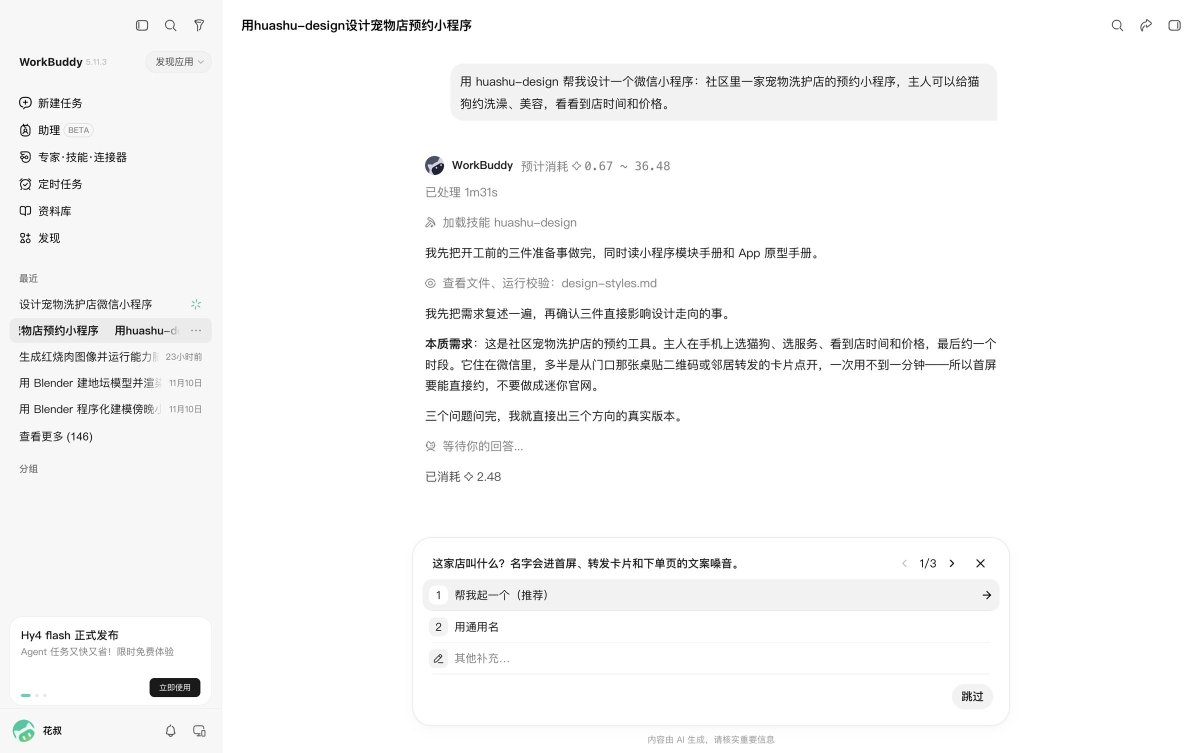 用huashu-design设计宠物店预约小程序
WorkBuddy 5.11.3
发现应用
新建任务
助理 BETA
专家·技能·连接器
定时任务
资料库
发现
最近
设计宠物洗护店微信小程序
物店预约小程序 用huashu-d
生成红烧肉图像并运行能力 23小时前
用 Blender 建地坛模型并渲 11月10日
用 Blender 程序化建模傍晚 11月10日
查看更多 (146)
分组
Hy4 flash 正式发布
Agent 任务又快又省！限时免费体验
立即使用
花叔
用 huashu-design 帮我设计一个微信小程序：社区里一家宠物洗护店的预约小程序，主人可以给猫
狗约洗澡、美容，看看到店时间和价格。
WorkBuddy 预计消耗 0.67 ~ 36.48
已处理 1m31s
加载技能 huashu-design
我先把开工前的三件准备事做完，同时读小程序模块手册和 App 原型手册。
查看文件、运行校验：design-styles.md
我先把需求复述一遍，再确认三件直接影响设计走向的事。
本质需求：这是社区宠物洗护店的预约工具。主人在手机上选猫狗、选服务、看到店时间和价格，最后约一个
时段。它住在微信里，多半是从门口那张桌贴二维码或邻居转发的卡片点开，一次用不到一分钟——所以首屏
要能直接约，不要做成迷你官网。
三个问题问完，我就直接出三个方向的真实版本。
等待你的回答...
已消耗 2.48
这家店叫什么？名字会进首屏、转发卡片和下单页的文案嗓音。
1/3
1 帮我起一个（推荐）
2 用通用名
其他补充...
跳过
内容由 AI 生成，请核实重要信息